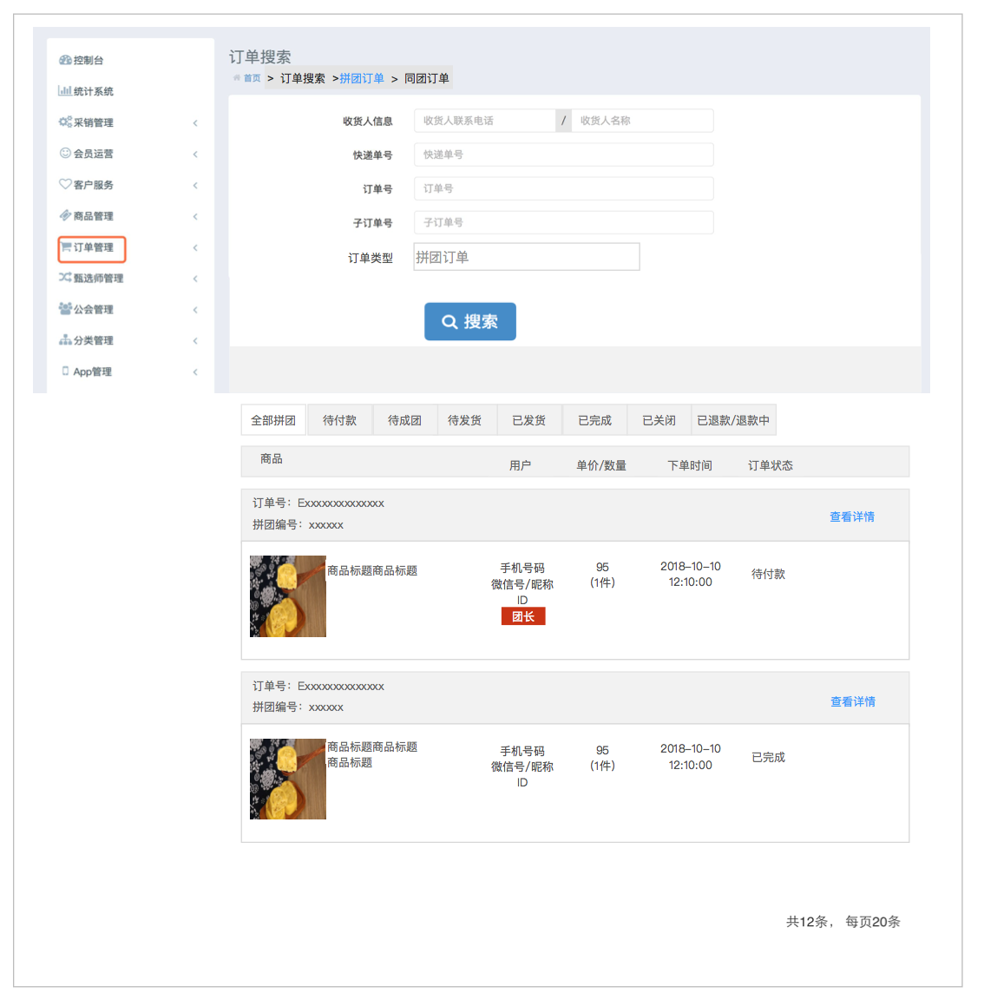 控制台
统计系统
采销管理
会员运营
客户服务
商品管理
订单管理
甄选师管理
公会管理
分类管理
App管理
订单搜索
首页 > 订单搜索 >拼团订单 > 同团订单
收货人信息 收货人联系电话 / 收货人名称
快递单号 快递单号
订单号 订单号
子订单号 子订单号
订单类型 拼团订单
搜索
全部拼团 待付款 待成团 待发货 已发货 已完成 已关闭 已退款/退款中
商品 用户 单价/数量 下单时间 订单状态
订单号：Exxxxxxxxxxxxxx
拼团编号：xxxxxx
查看详情
商品标题商品标题
手机号码
微信号/昵称
ID
团长
95
(1件)
2018-10-10
12:10:00
待付款
订单号：Exxxxxxxxxxxxxx
拼团编号：xxxxxx
查看详情
商品标题商品标题
商品标题
手机号码
微信号/昵称
ID
95
(1件)
2018-10-10
12:10:00
已完成
共12条， 每页20条